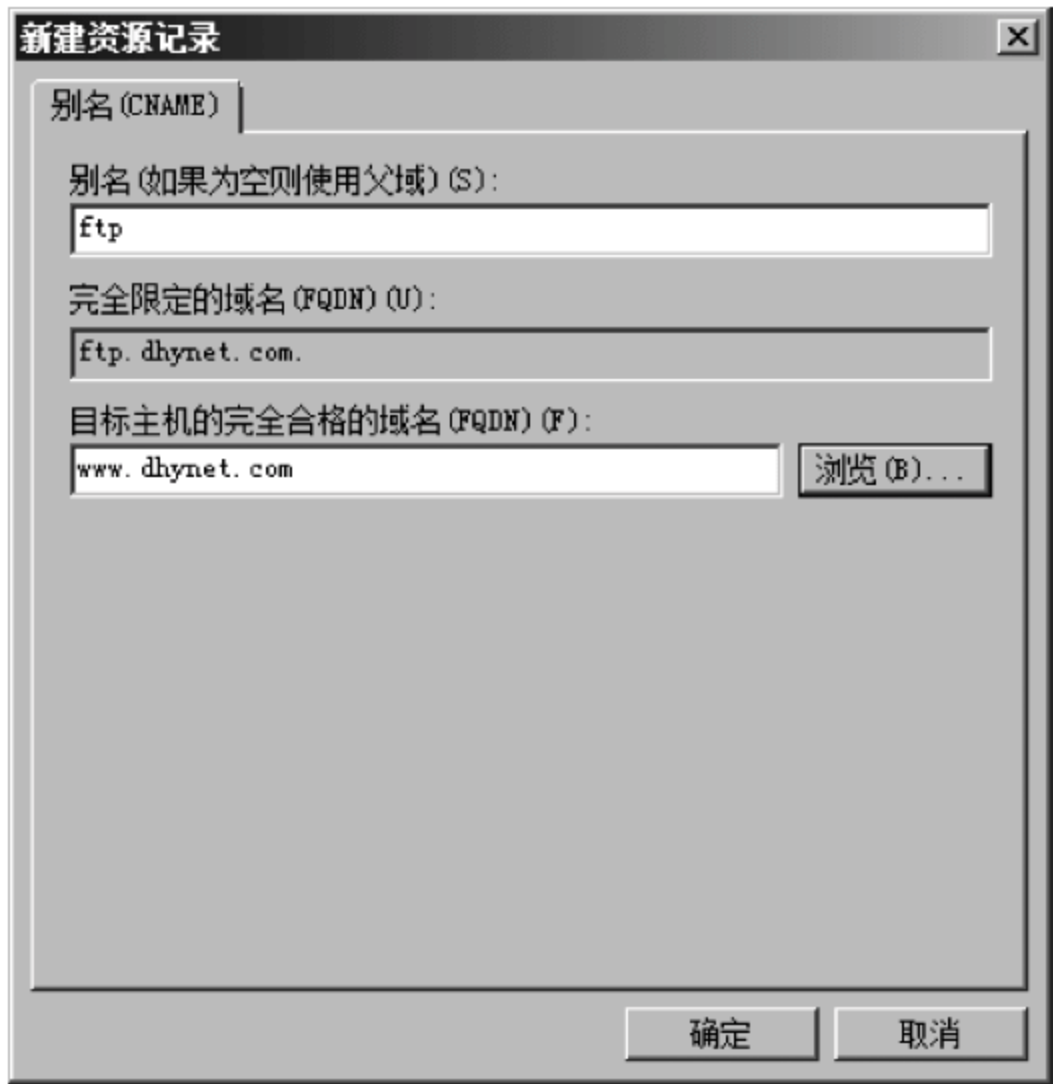 新建资源记录
别名(CNAME)
别名(如果为空则使用父域)(S):
ftp
完全限定的域名(FQDN)(U):
ftp.dhynet.com.
目标主机的完全合格的域名(FQDN)(F):
www.dhynet.com
浏览(B)...
确定
取消